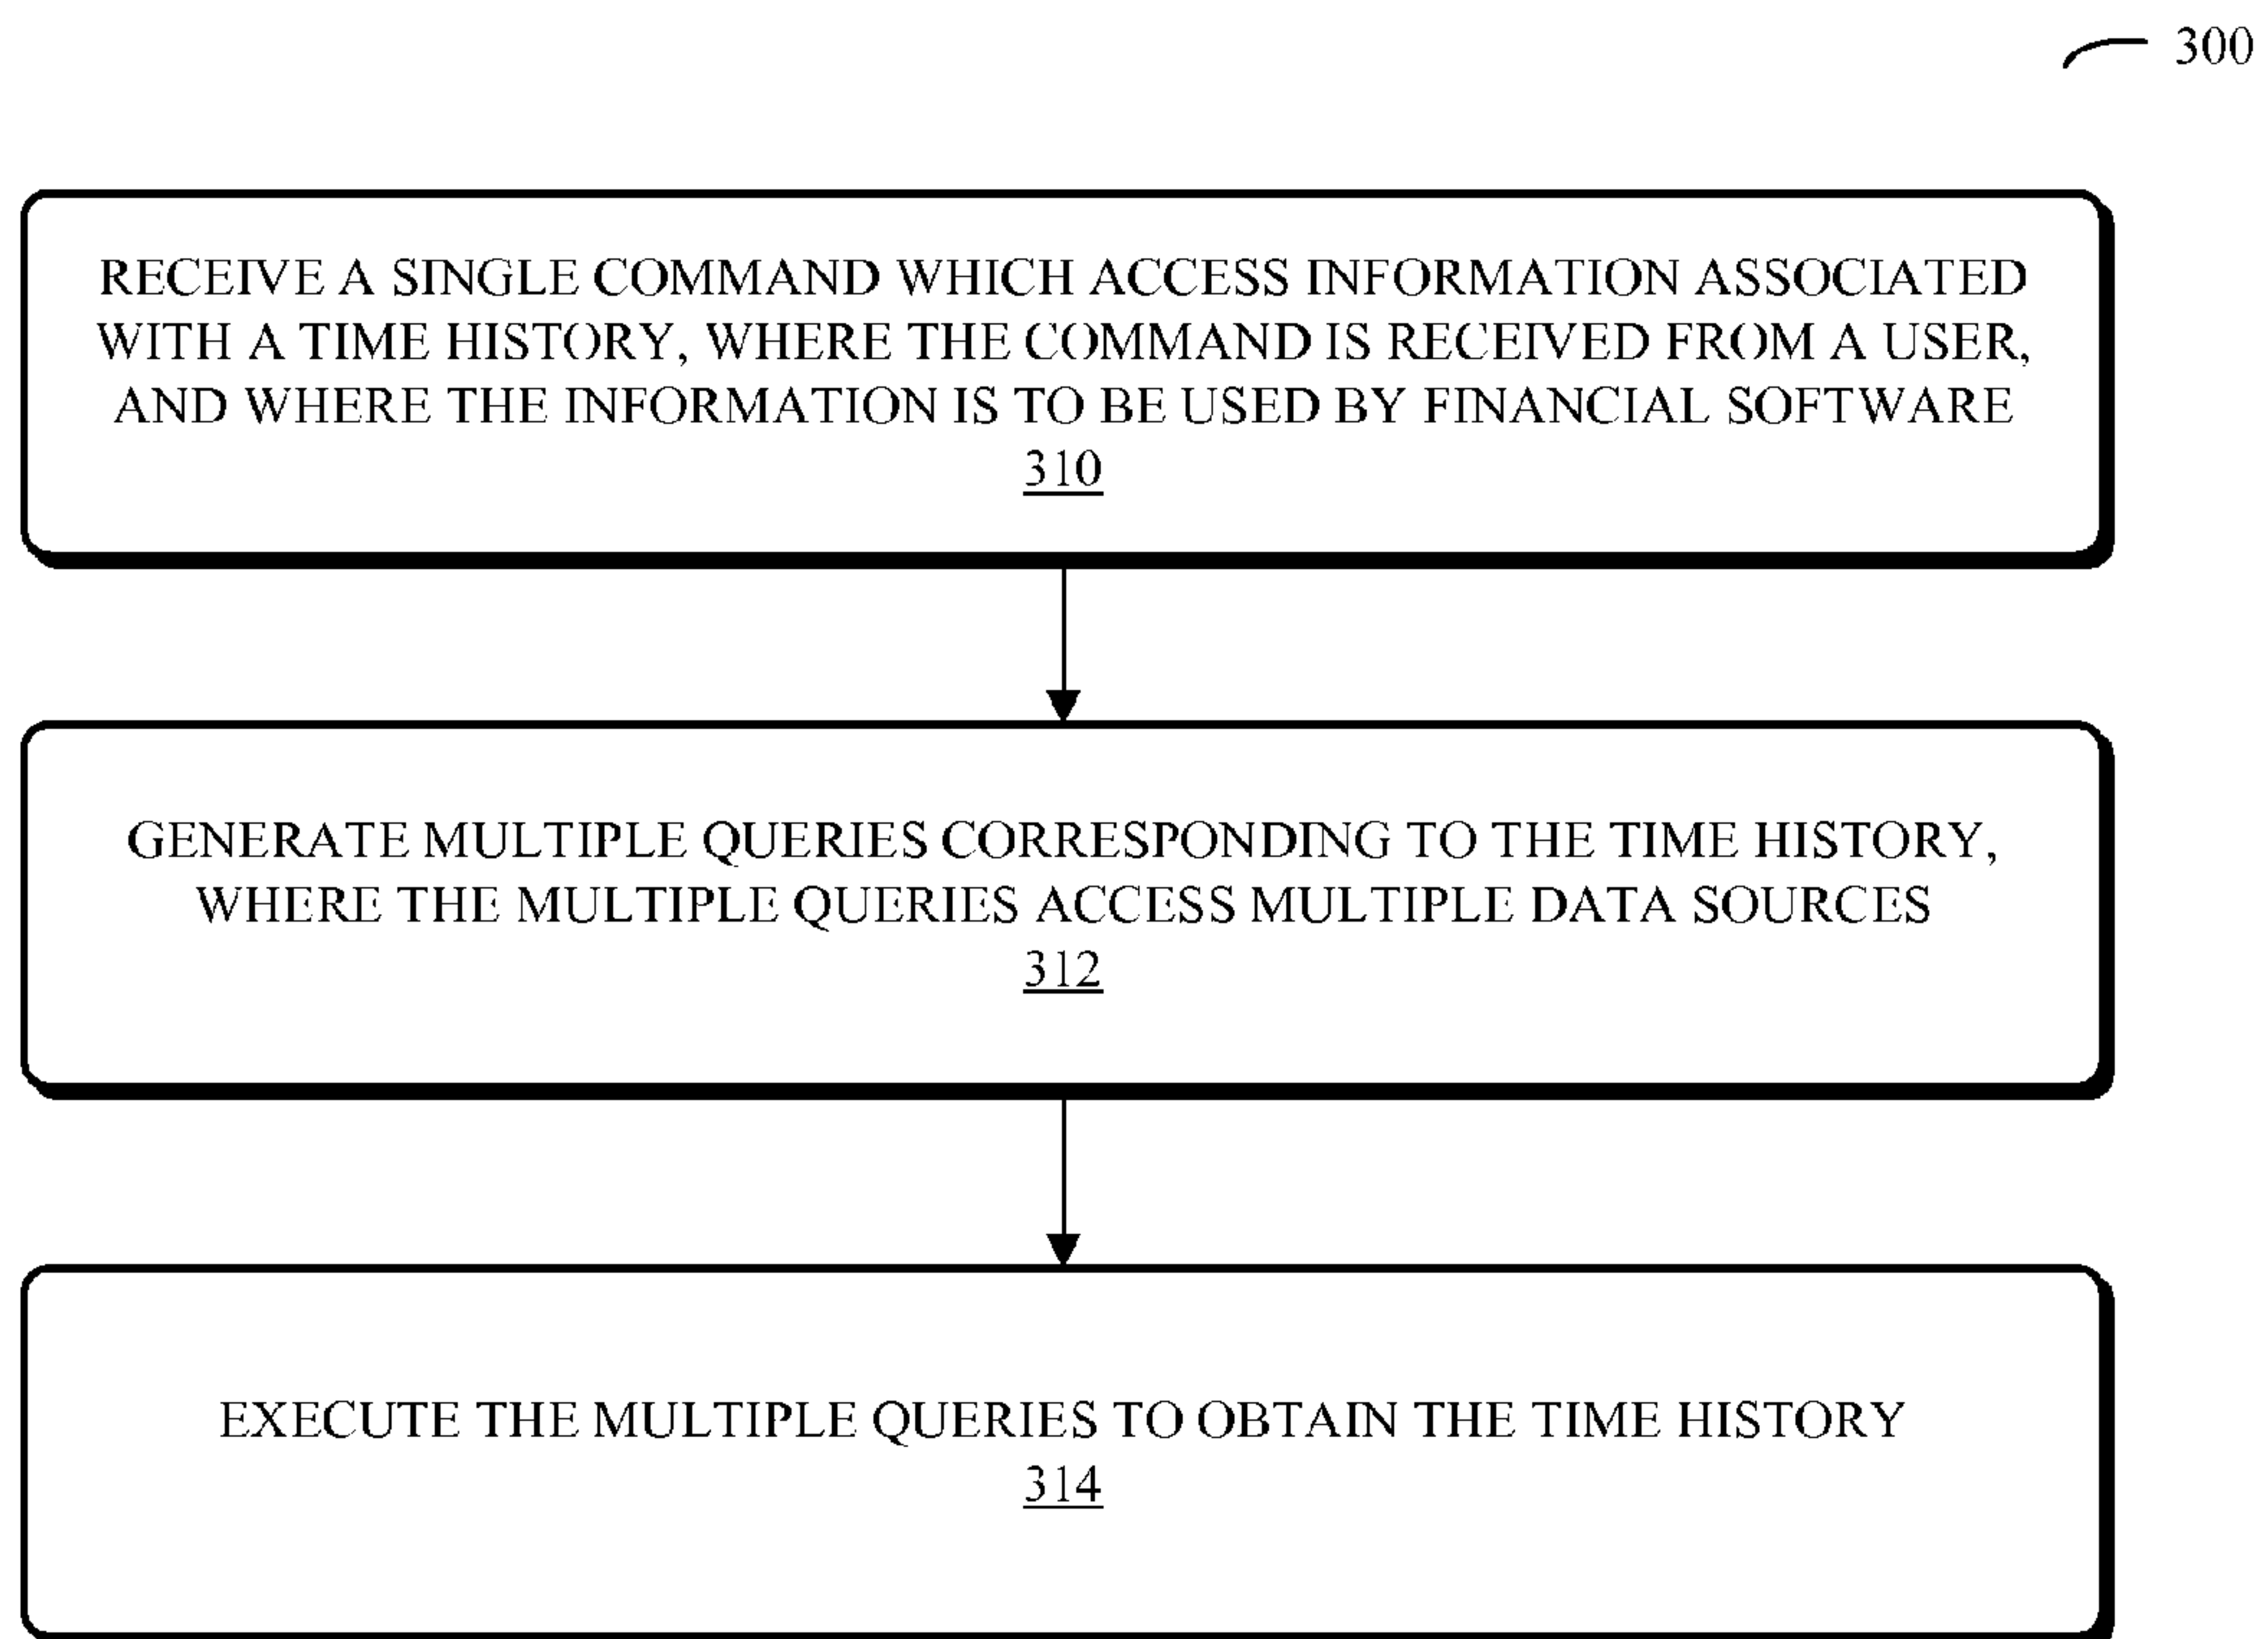 300
RECEIVE A SINGLE COMMAND WHICH ACCESS INFORMATION ASSOCIATED
WITH A TIME HISTORY, WHERE THE COMMAND IS RECEIVED FROM A USER,
AND WHERE THE INFORMATION IS TO BE USED BY FINANCIAL SOFTWARE
310
GENERATE MULTIPLE QUERIES CORRESPONDING TO THE TIME HISTORY,
WHERE THE MULTIPLE QUERIES ACCESS MULTIPLE DATA SOURCES
312
EXECUTE THE MULTIPLE QUERIES TO OBTAIN THE TIME HISTORY
314